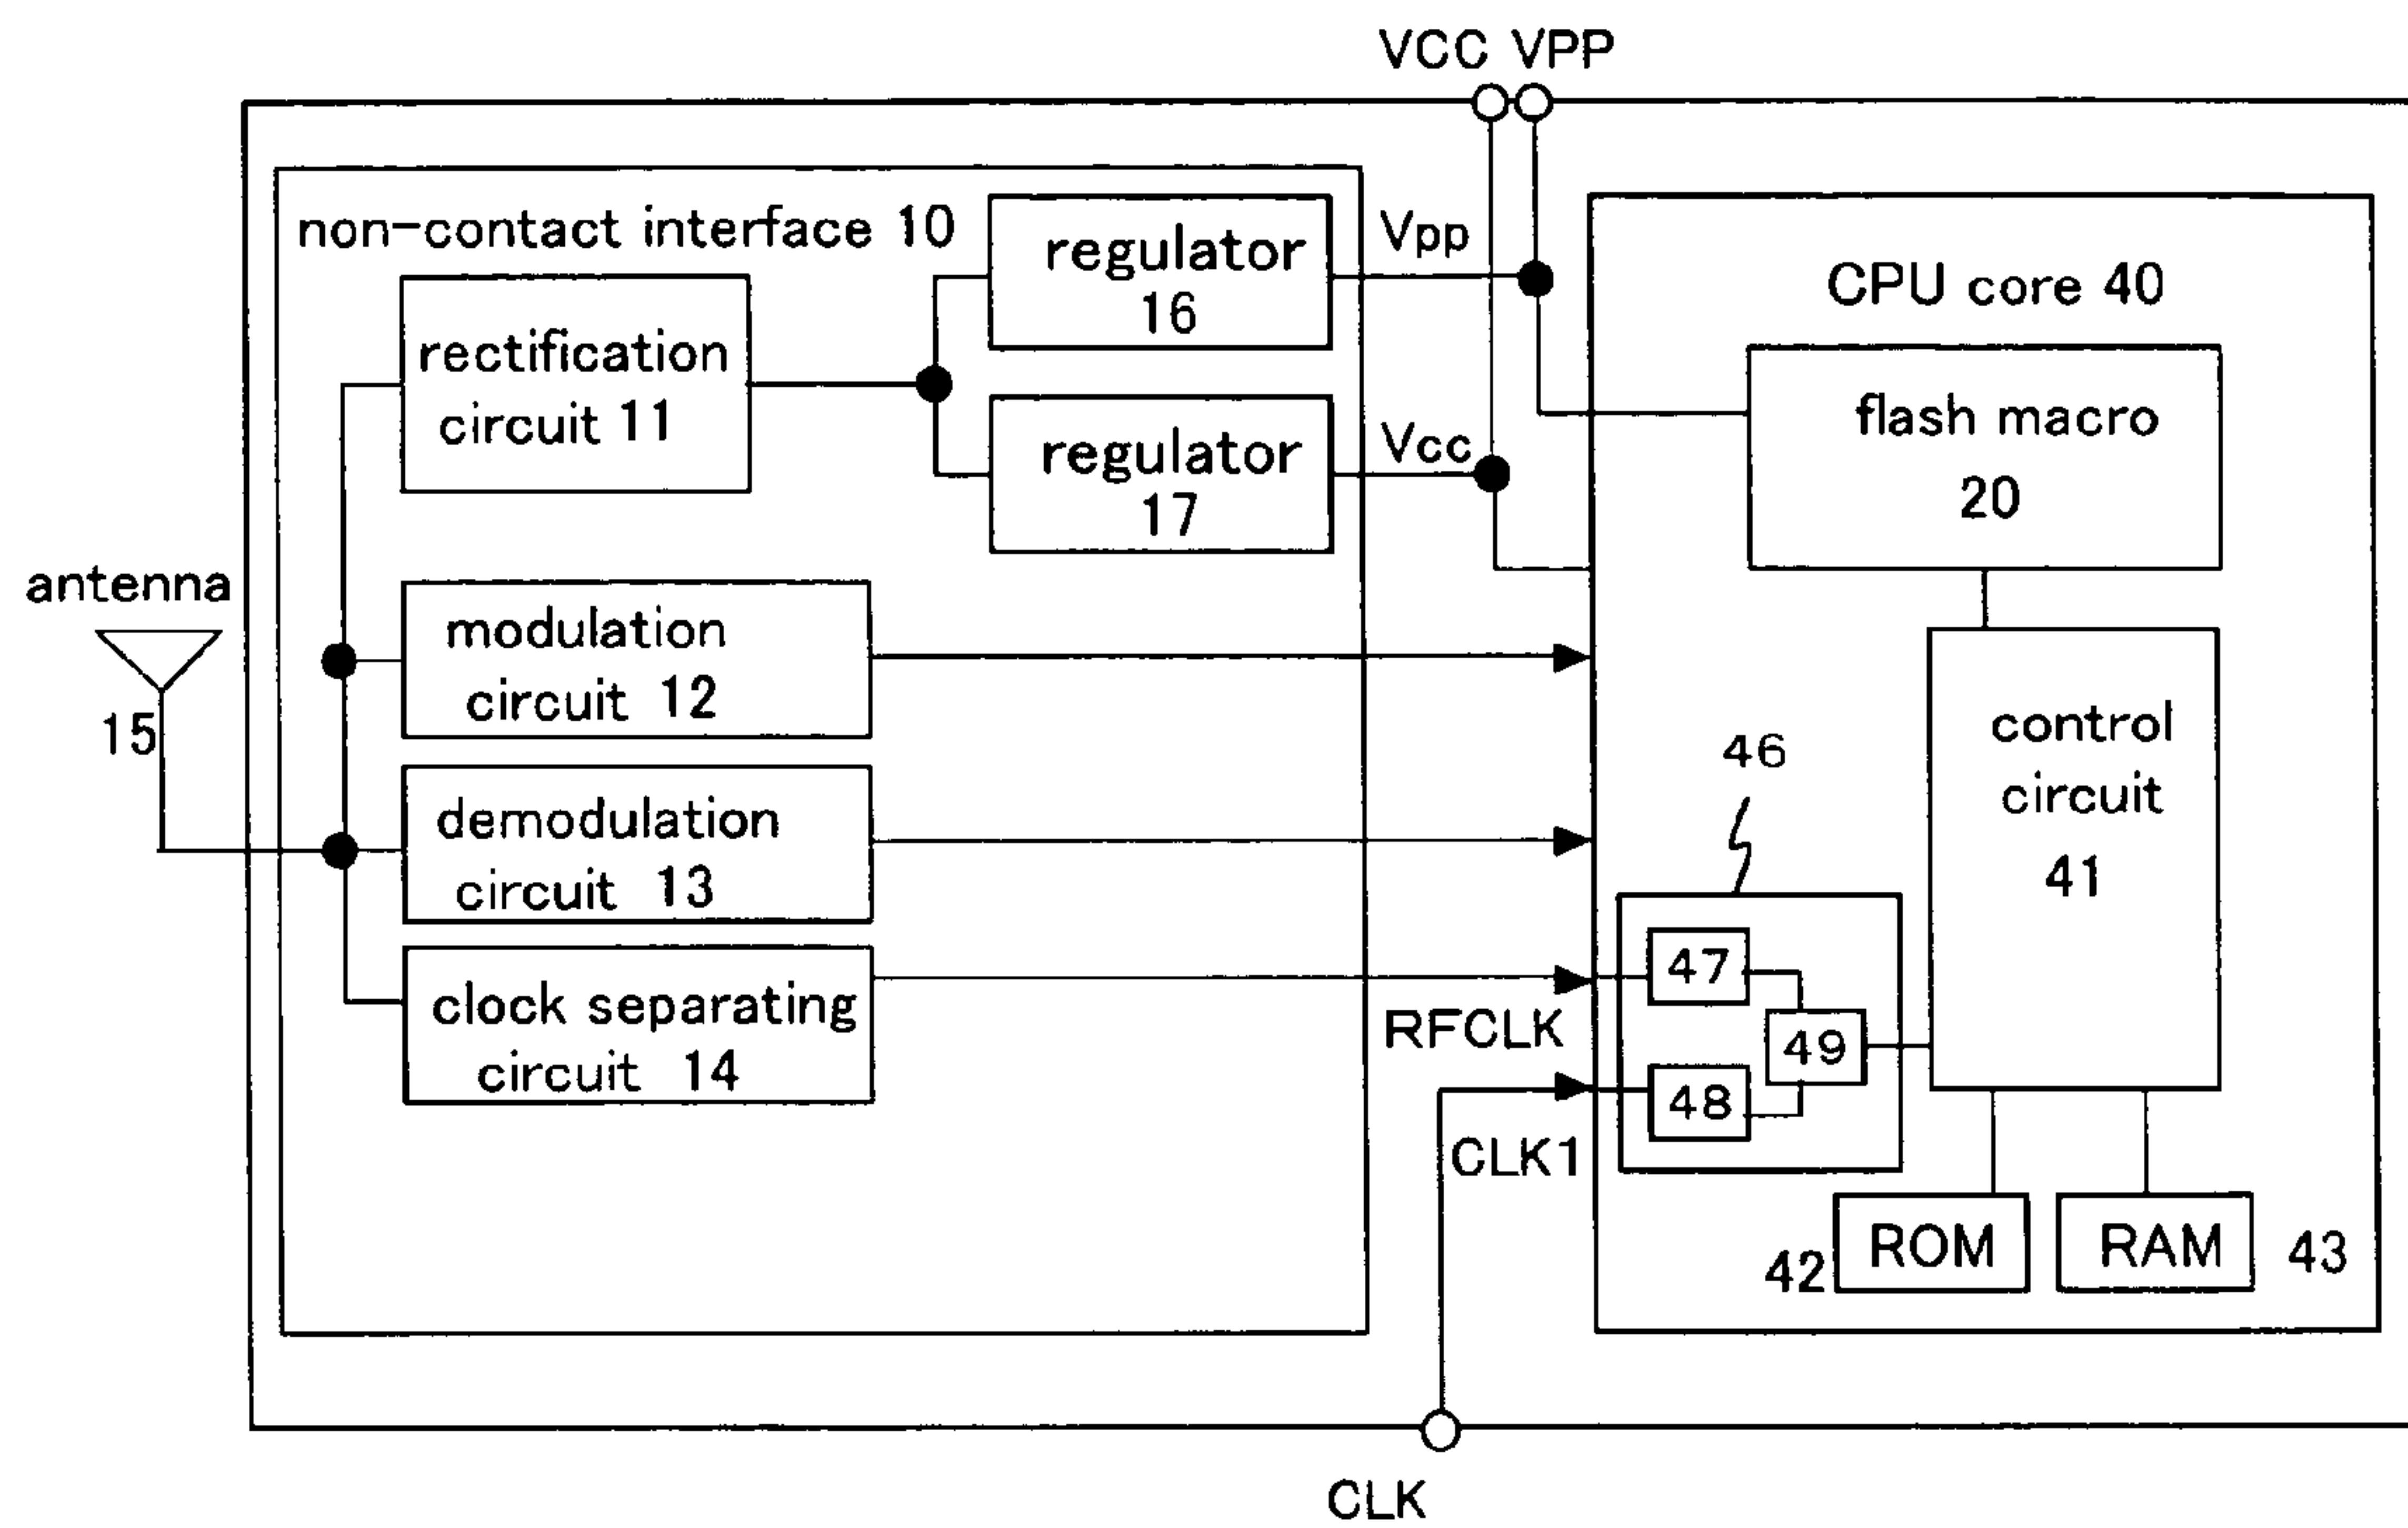 VCC VPP
non-contact interface 10
regulator
16
Vpp
CPU core 40
rectification
circuit 11
flash macro
20
regulator
17
Vcc
antenna
15
modulation
circuit 12
control
circuit
41
46
demodulation
circuit 13
47
clock separating
circuit 14
RFCLK
49
48
CLK1
42
ROM
RAM
43
CLK